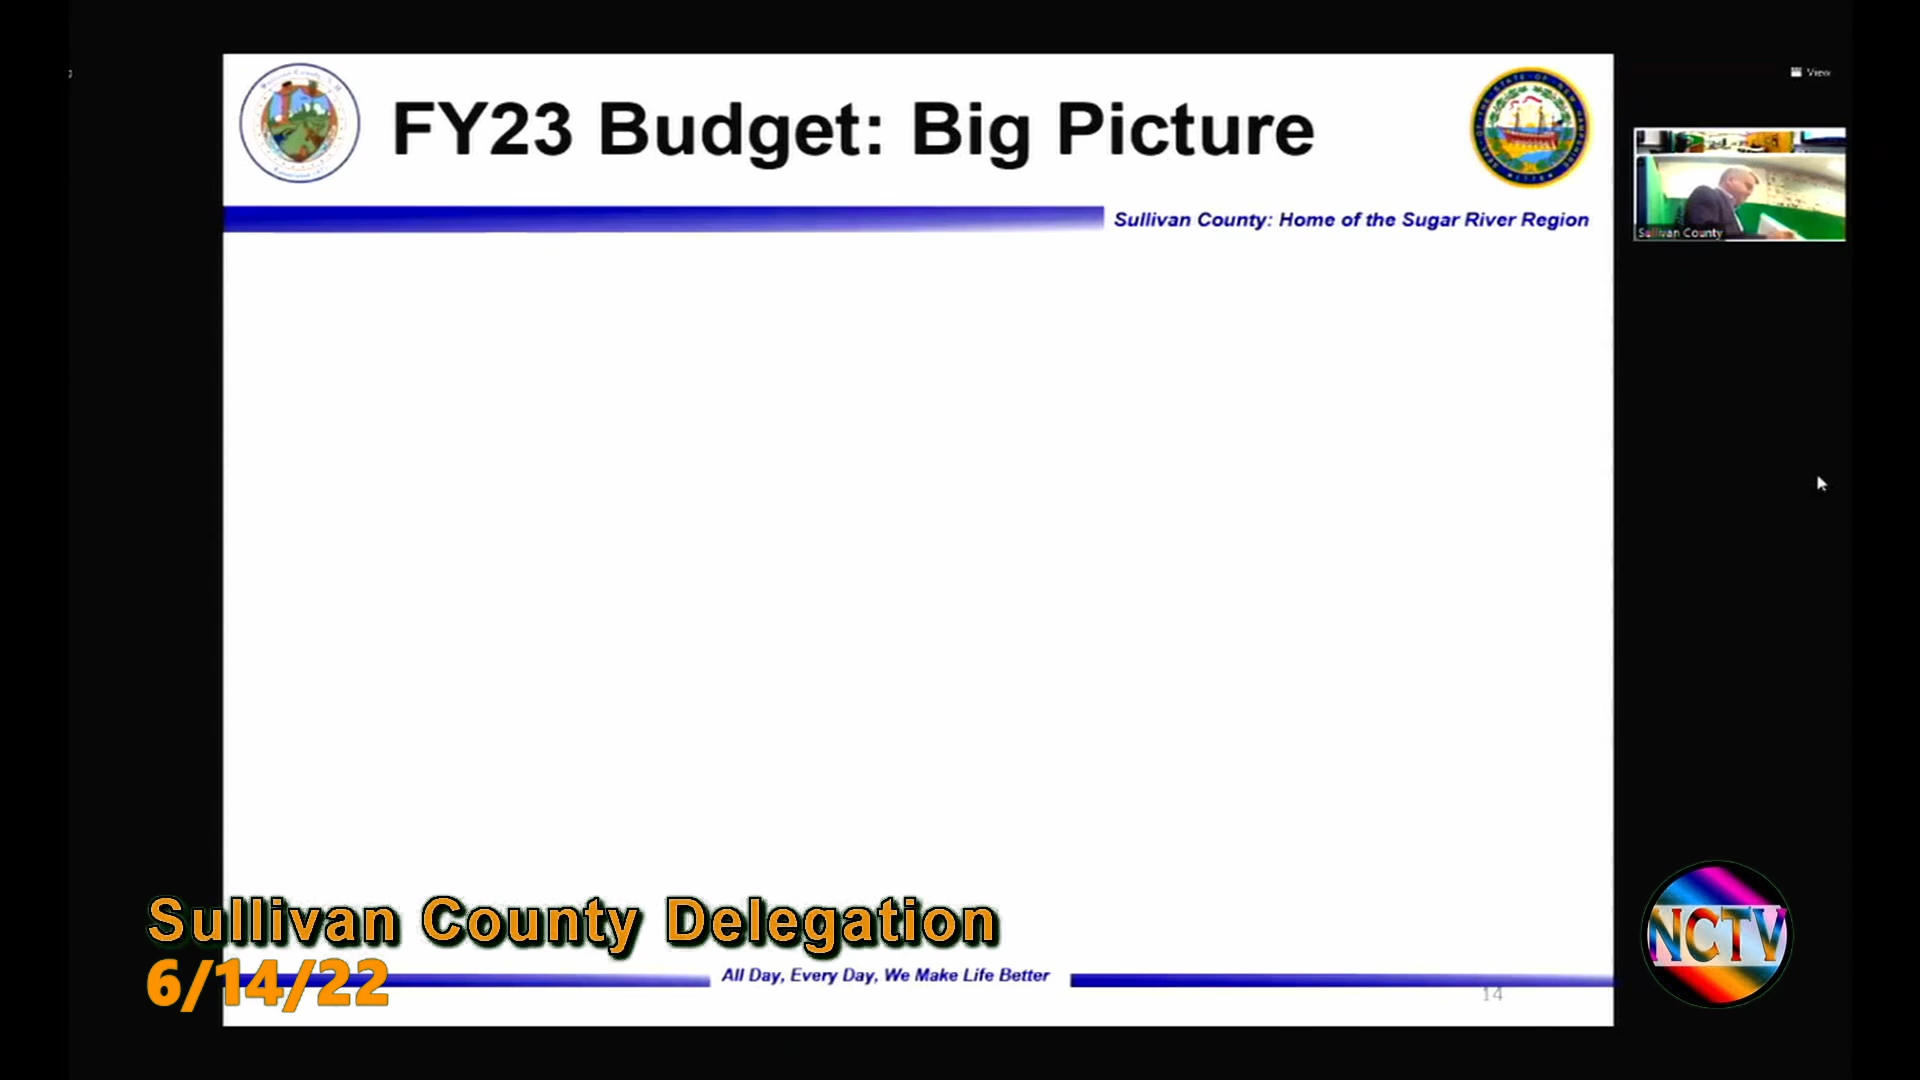 FY23 Budget: Big Picture
View
Sullivan County: Home of the Sugar River Region
Sullivan County
Sullivan County Delegation
6/14/22
All Day, Every Day, We Make Life Better
14
NCTV